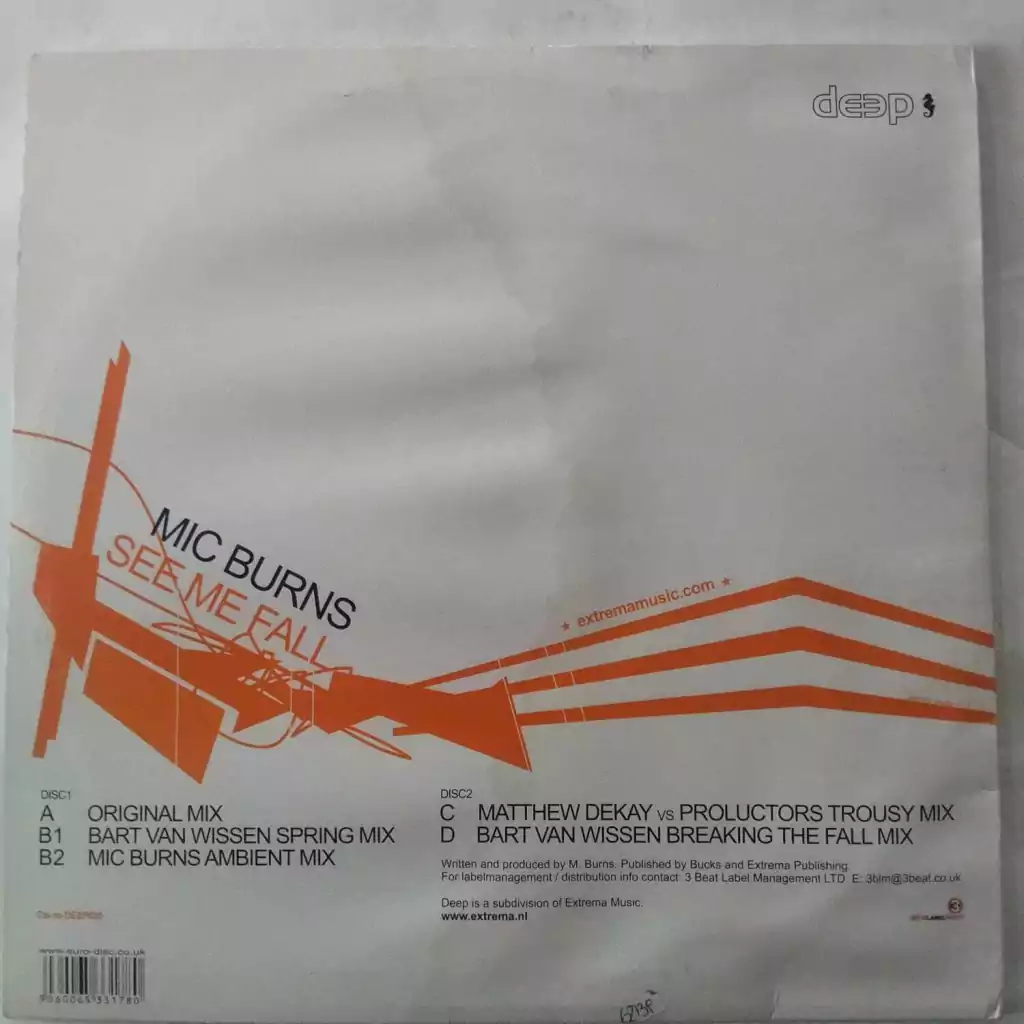 deep
MIC BURNS
SEE ME FALL
★ extremamusic.com ★
DISC1
A ORIGINAL MIX
B1 BART VAN WISSEN SPRING MIX
B2 MIC BURNS AMBIENT MIX
DISC2
C MATTHEW DEKAY VS PROLUCTORS TROUSY MIX
D BART VAN WISSEN BREAKING THE FALL MIX
Written and produced by M. Burns. Published by Bucks and Extrema Publishing.
For labelmanagement / distribution info contact 3 Beat Label Management LTD E: 3blm@3beat.co.uk
Deep is a subdivision of Extrema Music.
www.extrema.nl
3
www.euro-disc.co.uk
5060065331780